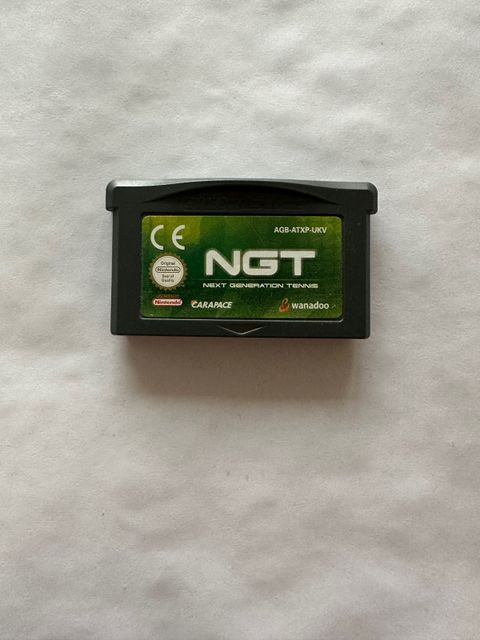 CE
AGB-ATXP-UKV
Original
Nintendo
Seal of
Quality
NGT
NEXT GENERATION TENNIS
Nintendo
CARAPACE
wanadoo